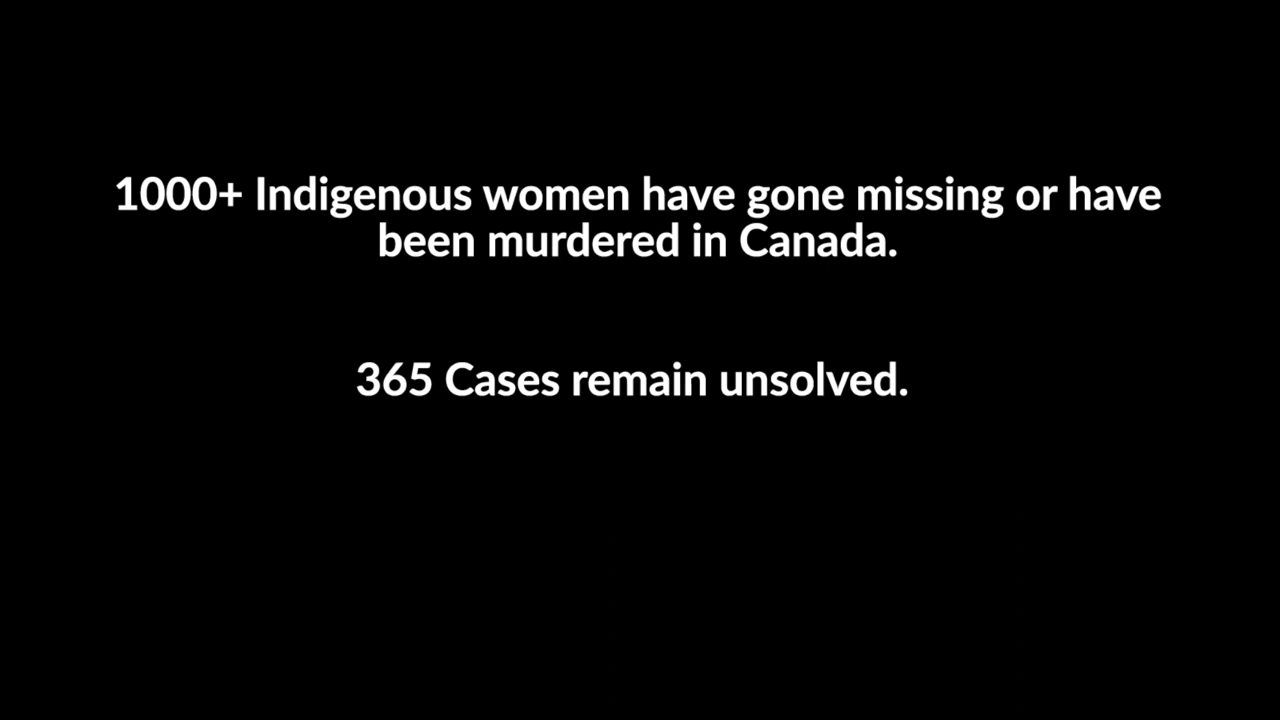 1000+ Indigenous women have gone missing or have
been murdered in Canada.
365 Cases remain unsolved.